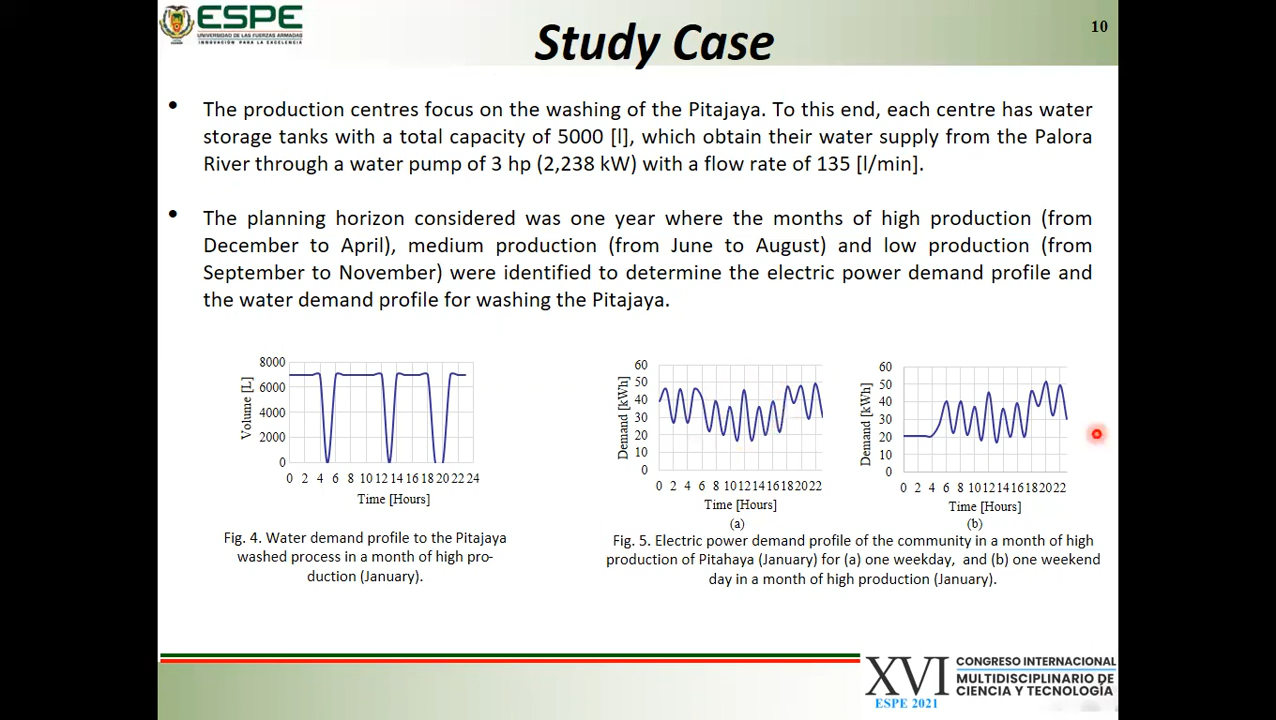 ESPE
UNIVERSIDAD DE LAS FUERZAS ARMADAS
INNOVACIÓN PARA LA EXCELENCIA
Study Case
10
• The production centres focus on the washing of the Pitajaya. To this end, each centre has water
storage tanks with a total capacity of 5000 [l], which obtain their water supply from the Palora
River through a water pump of 3 hp (2,238 kW) with a flow rate of 135 [l/min].
• The planning horizon considered was one year where the months of high production (from
December to April), medium production (from June to August) and low production (from
September to November) were identified to determine the electric power demand profile and
the water demand profile for washing the Pitajaya.
Volume [L]
8000
6000
4000
2000
0
0 2 4 6 8 10 12 14 16 18 20 22 24
Time [Hours]
Fig. 4. Water demand profile to the Pitajaya
washed process in a month of high pro-
duction (January).
Demand [kWh]
60
50
40
30
20
10
0
0 2 4 6 8 10 12 14 16 18 20 22
Time [Hours]
(a)
Demand [kWh]
60
50
40
30
20
10
0
0 2 4 6 8 10 12 14 16 18 20 22
Time [Hours]
(b)
Fig. 5. Electric power demand profile of the community in a month of high
production of Pitahaya (January) for (a) one weekday, and (b) one weekend
day in a month of high production (January).
XVI
ESPE 2021
CONGRESO INTERNACIONAL
MULTIDISCIPLINARIO DE
CIENCIA Y TECNOLOGÍA